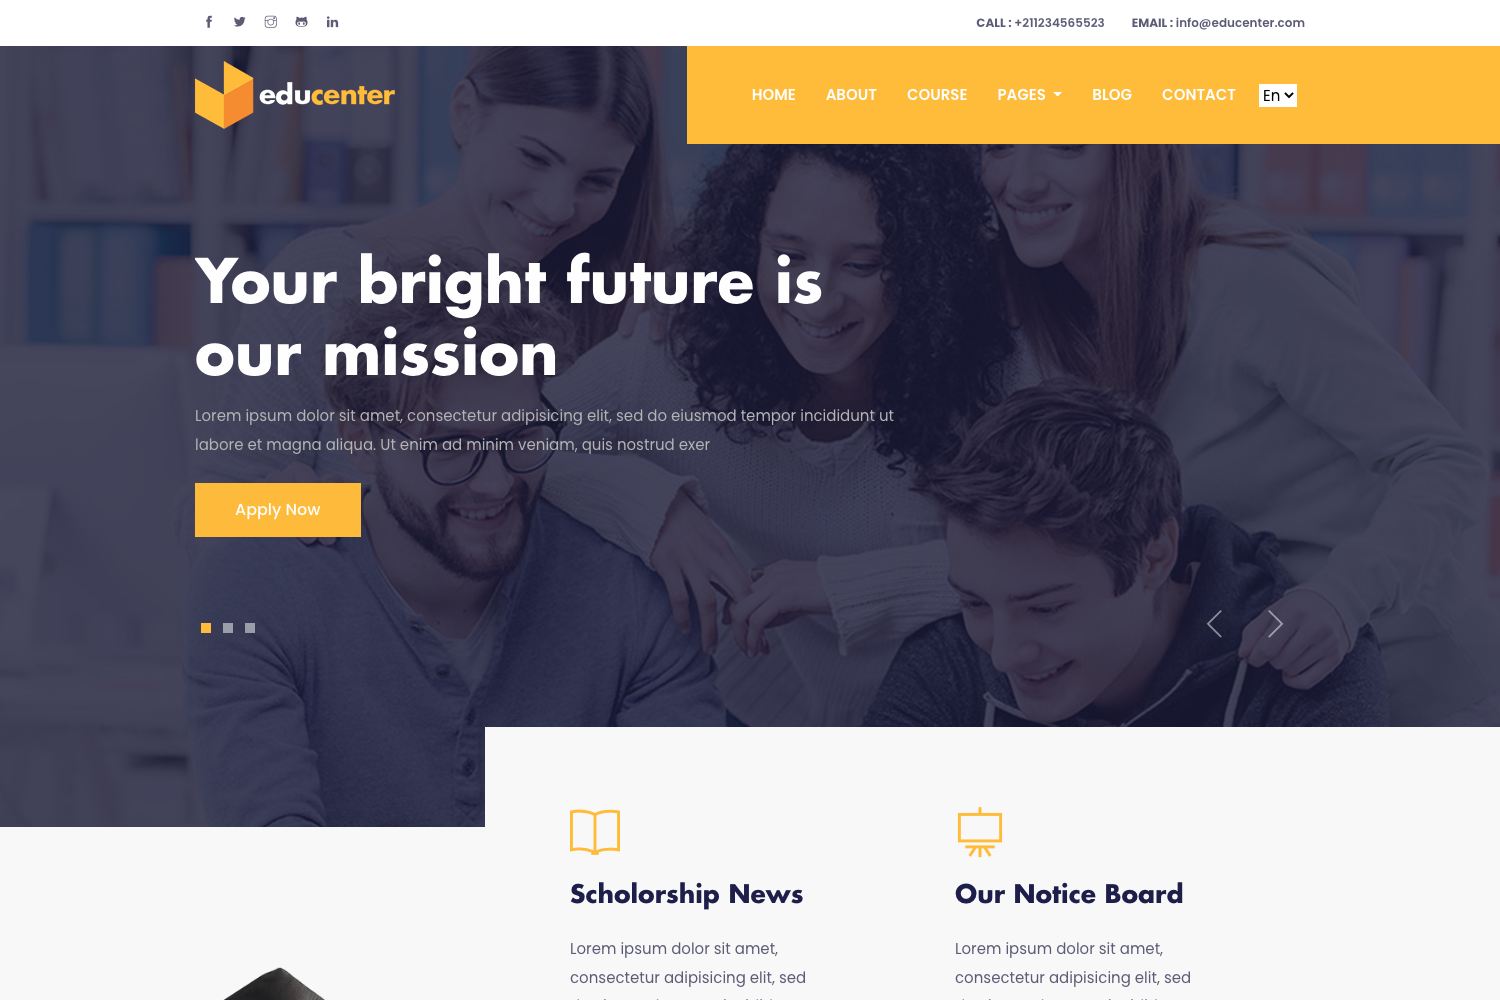 CALL : +211234565523 EMAIL : info@educenter.com
educenter
HOME ABOUT COURSE PAGES BLOG CONTACT En
Your bright future is
our mission
Lorem ipsum dolor sit amet, consectetur adipisicing elit, sed do eiusmod tempor incididunt ut
labore et magna aliqua. Ut enim ad minim veniam, quis nostrud exer
Apply Now
Scholorship News
Lorem ipsum dolor sit amet,
consectetur adipisicing elit, sed
Our Notice Board
Lorem ipsum dolor sit amet,
consectetur adipisicing elit, sed